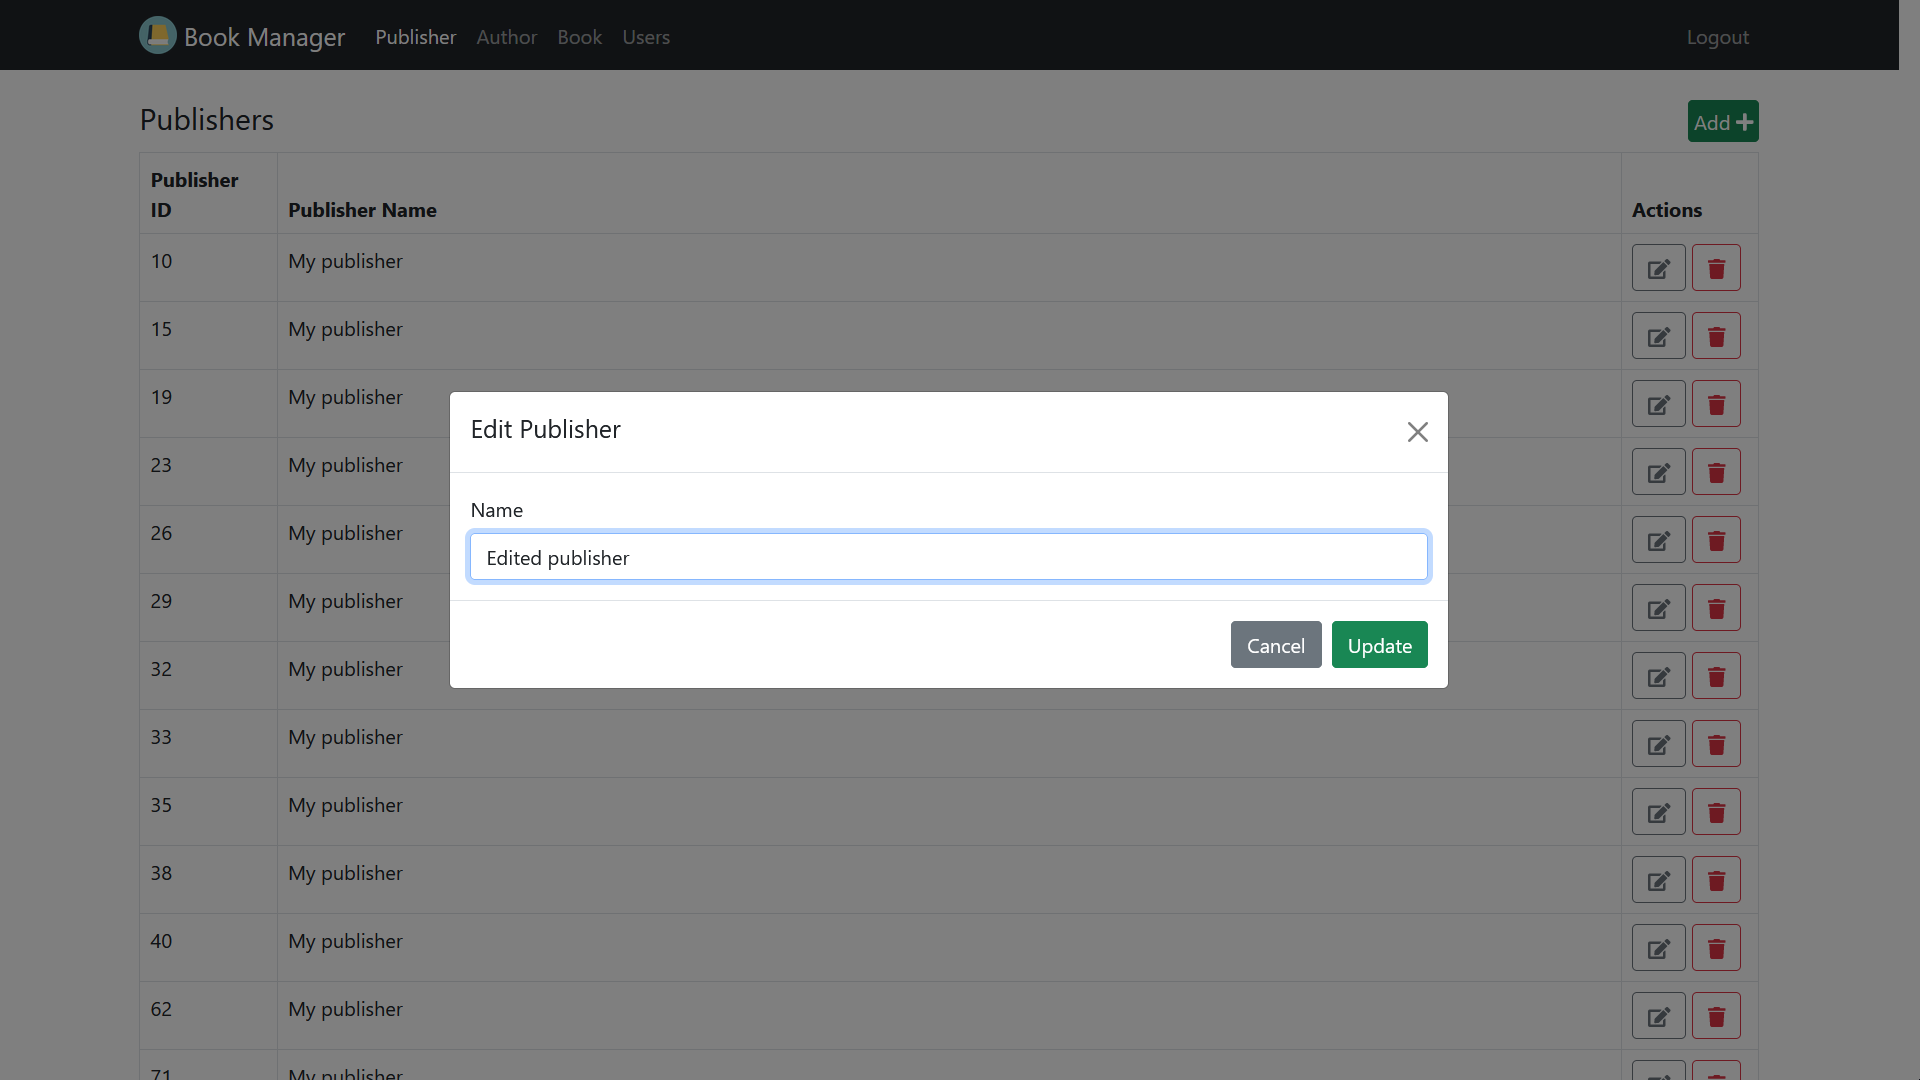 Book Manager Publisher Author Book Users Logout
Publishers Add
Publisher ID Publisher Name Actions
10 My publisher
15 My publisher
19 My publisher
23 My publisher
26 My publisher
29 My publisher
32 My publisher
33 My publisher
35 My publisher
38 My publisher
40 My publisher
62 My publisher
71 My publisher
Edit Publisher
Name
Edited publisher
Cancel Update